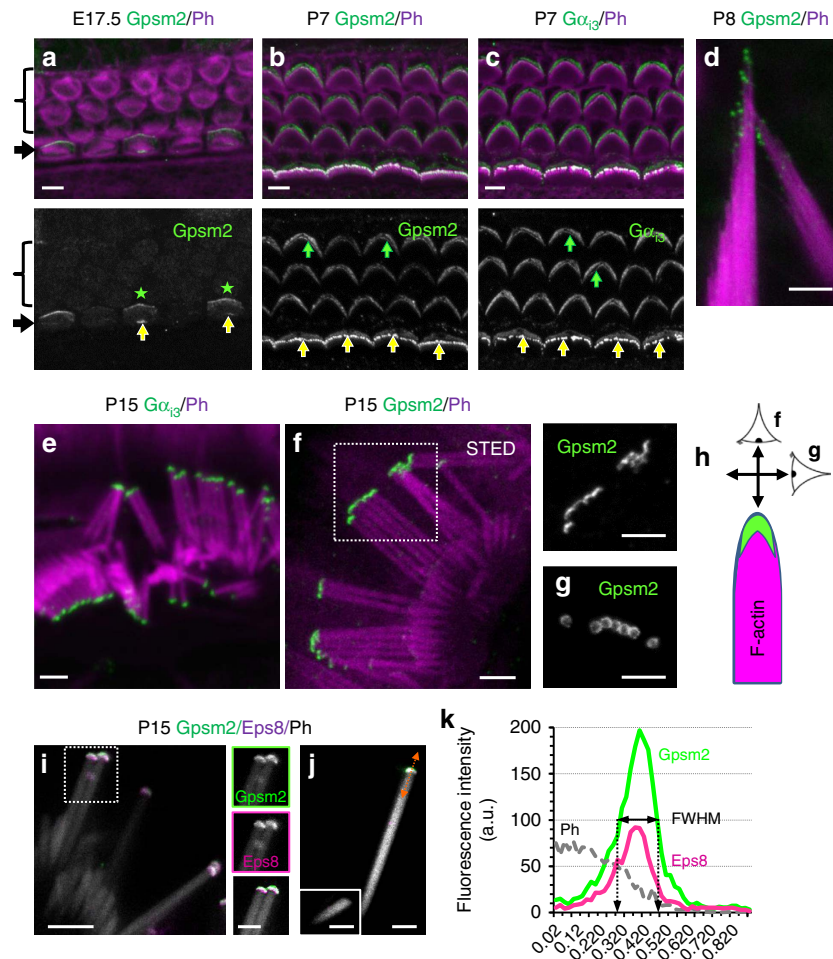 E17.5 Gpsm2/Ph
P7 Gpsm2/Ph
P7 Gαi3/Ph
P8 Gpsm2/Ph
a
b
c
d
Gpsm2
Gpsm2
Gαi3
P15 Gαi3/Ph
P15 Gpsm2/Ph
e
f
STED
Gpsm2
g
Gpsm2
h
f
g
F-actin
P15 Gpsm2/Eps8/Ph
i
Gpsm2
Eps8
j
k
Fluorescence intensity
(a.u.)
200
150
100
50
0
Gpsm2
FWHM
Ph
Eps8
0.02
0.12
0.220
0.320
0.420
0.520
0.620
0.720
0.820